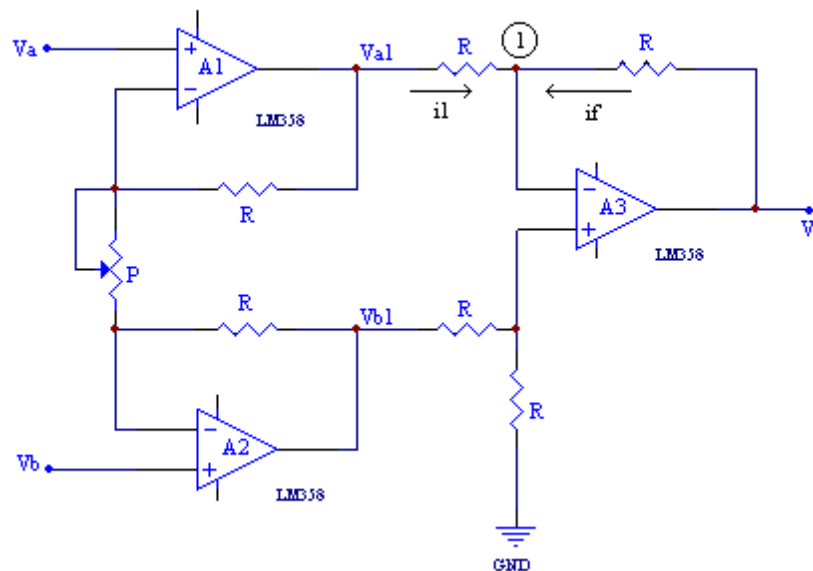 Va
+
A1
−
LM358
Va1
R
1
R
i1
if
R
−
A3
+
LM358
V
P
R
Vb1
R
R
−
A2
+
Vb
LM358
GND